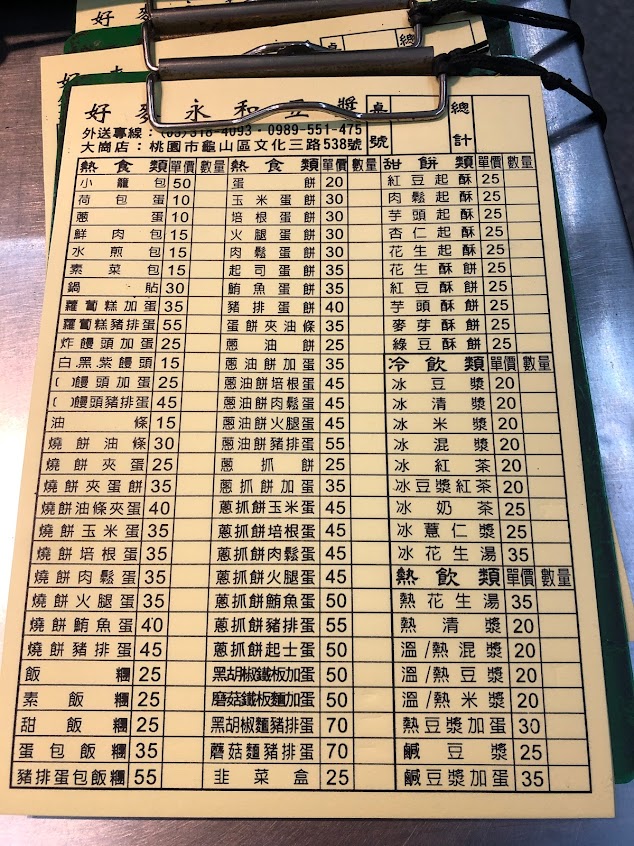 好麥永和豆漿 桌號 總計
外送專線：(03)318-4093・0989-551-475
大崗店：桃園市龜山區文化三路538號
熱食類 單價 數量 熱食類 單價 數量 甜餅類 單價 數量
小籠包 50 蛋餅 20 紅豆起酥 25
荷包蛋 10 玉米蛋餅 30 肉鬆起酥 25
蔥蛋 10 培根蛋餅 30 芋頭起酥 25
鮮肉包 15 火腿蛋餅 30 杏仁起酥 25
水煎包 15 肉鬆蛋餅 30 花生起酥 25
素菜包 15 起司蛋餅 35 花生酥餅 25
鍋貼 30 鮪魚蛋餅 35 紅豆酥餅 25
蘿蔔糕加蛋 35 豬排蛋餅 40 芋頭酥餅 25
蘿蔔糕豬排蛋 55 蛋餅夾油條 35 麥芽酥餅 25
炸饅頭加蛋 25 蔥油餅 25 綠豆酥餅 25
白.黑.紫饅頭 15 蔥油餅加蛋 35 冷飲類 單價 數量
( )饅頭加蛋 25 蔥油餅培根蛋 45 冰豆漿 20
( )饅頭豬排蛋 45 蔥油餅肉鬆蛋 45 冰清漿 20
油條 15 蔥油餅火腿蛋 45 冰米漿 20
燒餅油條 30 蔥油餅豬排蛋 55 冰混漿 20
燒餅夾蛋 25 蔥抓餅 25 冰紅茶 20
燒餅夾蛋餅 35 蔥抓餅加蛋 35 冰豆漿紅茶 20
燒餅油條夾蛋 40 蔥抓餅玉米蛋 45 冰奶茶 25
燒餅玉米蛋 35 蔥抓餅培根蛋 45 冰薏仁漿 25
燒餅培根蛋 35 蔥抓餅肉鬆蛋 45 冰花生湯 35
燒餅肉鬆蛋 35 蔥抓餅火腿蛋 45 熱飲類 單價 數量
燒餅火腿蛋 35 蔥抓餅鮪魚蛋 50 熱花生湯 35
燒餅鮪魚蛋 40 蔥抓餅豬排蛋 55 熱清漿 20
燒餅豬排蛋 45 蔥抓餅起士蛋 50 溫/熱混漿 20
飯糰 25 黑胡椒鐵板加蛋 50 溫/熱豆漿 20
素飯糰 25 磨菇鐵板麵加蛋 50 溫/熱米漿 20
甜飯糰 25 黑胡椒麵豬排蛋 70 熱豆漿加蛋 30
蛋包飯糰 35 蘑菇麵豬排蛋 70 鹹豆漿 25
豬排蛋包飯糰 55 韭菜盒 25 鹹豆漿加蛋 35